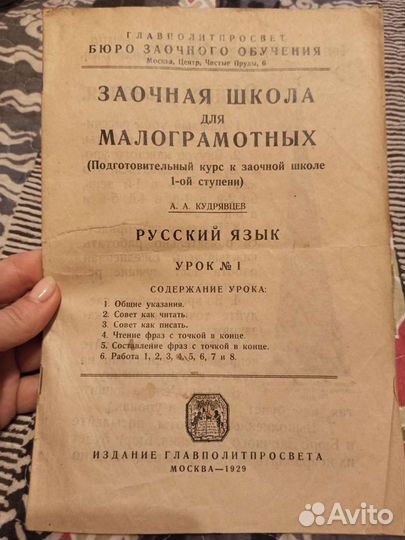 ГЛАВПОЛИТПРОСВЕТ
БЮРО ЗАОЧНОГО ОБУЧЕНИЯ
Москва, Центр, Чистые Пруды, 6
ЗАОЧНАЯ ШКОЛА
ДЛЯ
МАЛОГРАМОТНЫХ
(Подготовительный курс к заочной школе
1-ой ступени)
А. А. КУДРЯВЦЕВ
РУССКИЙ ЯЗЫК
УРОК № 1
СОДЕРЖАНИЕ УРОКА:
1. Общие указания.
2. Совет как читать.
3. Совет как писать.
4. Чтение фраз с точкой в конце.
5. Составление фраз с точкой в конце.
6. Работа 1, 2, 3, 4, 5, 6, 7 и 8.
ИЗДАНИЕ ГЛАВПОЛИТПРОСВЕТА
МОСКВА—1929
Avito